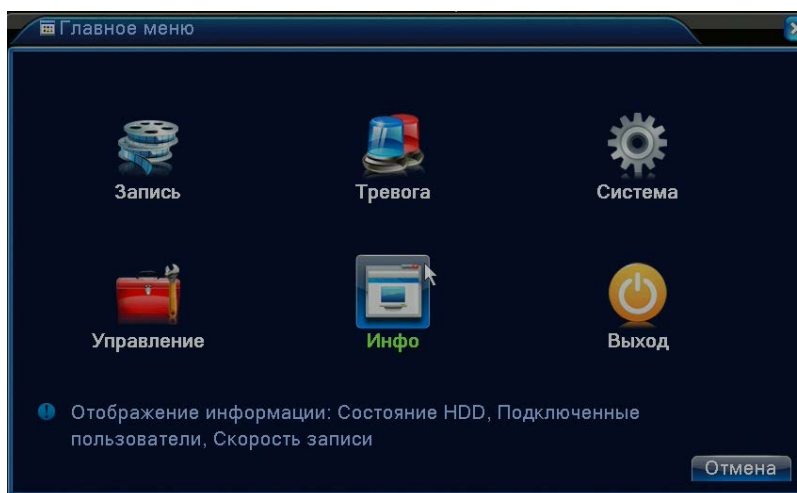 Главное меню
Запись
Тревога
Система
Управление
Инфо
Выход
Отображение информации: Состояние HDD, Подключенные
пользователи, Скорость записи
Отмена